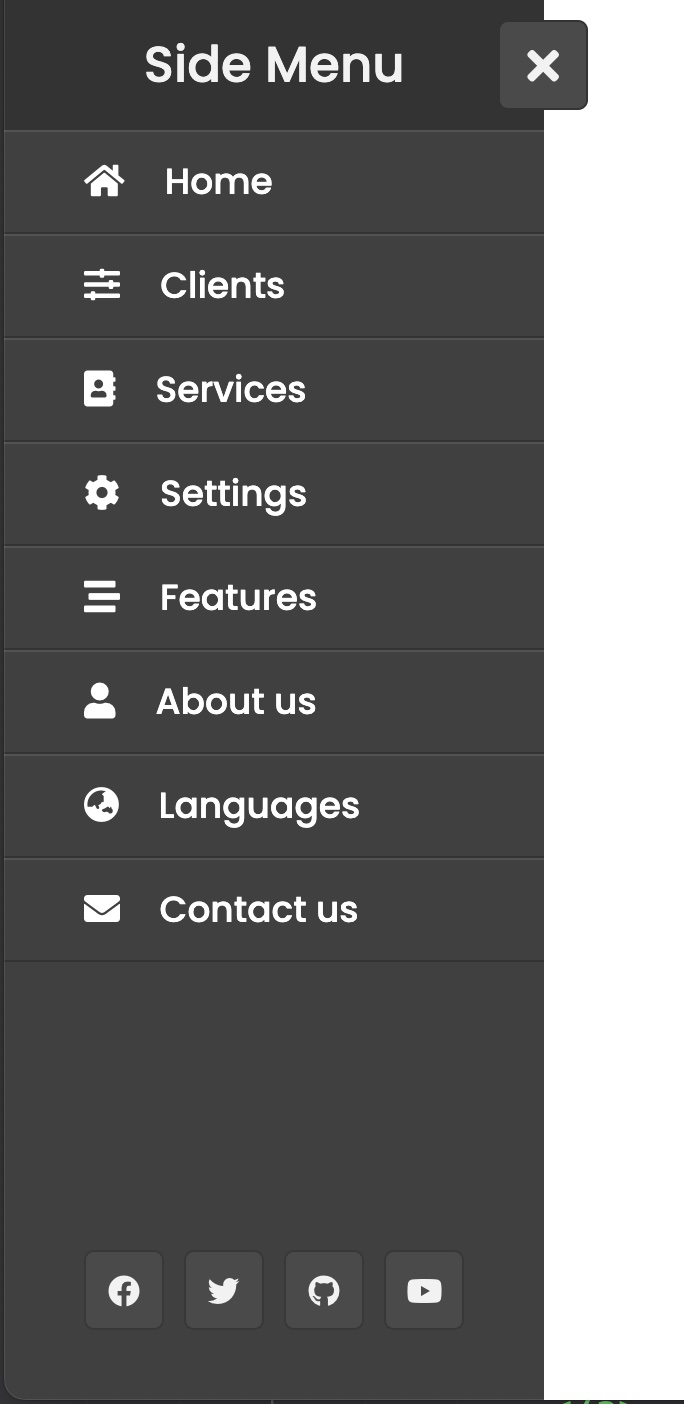 Side Menu
Home
Clients
Services
Settings
Features
About us
Languages
Contact us